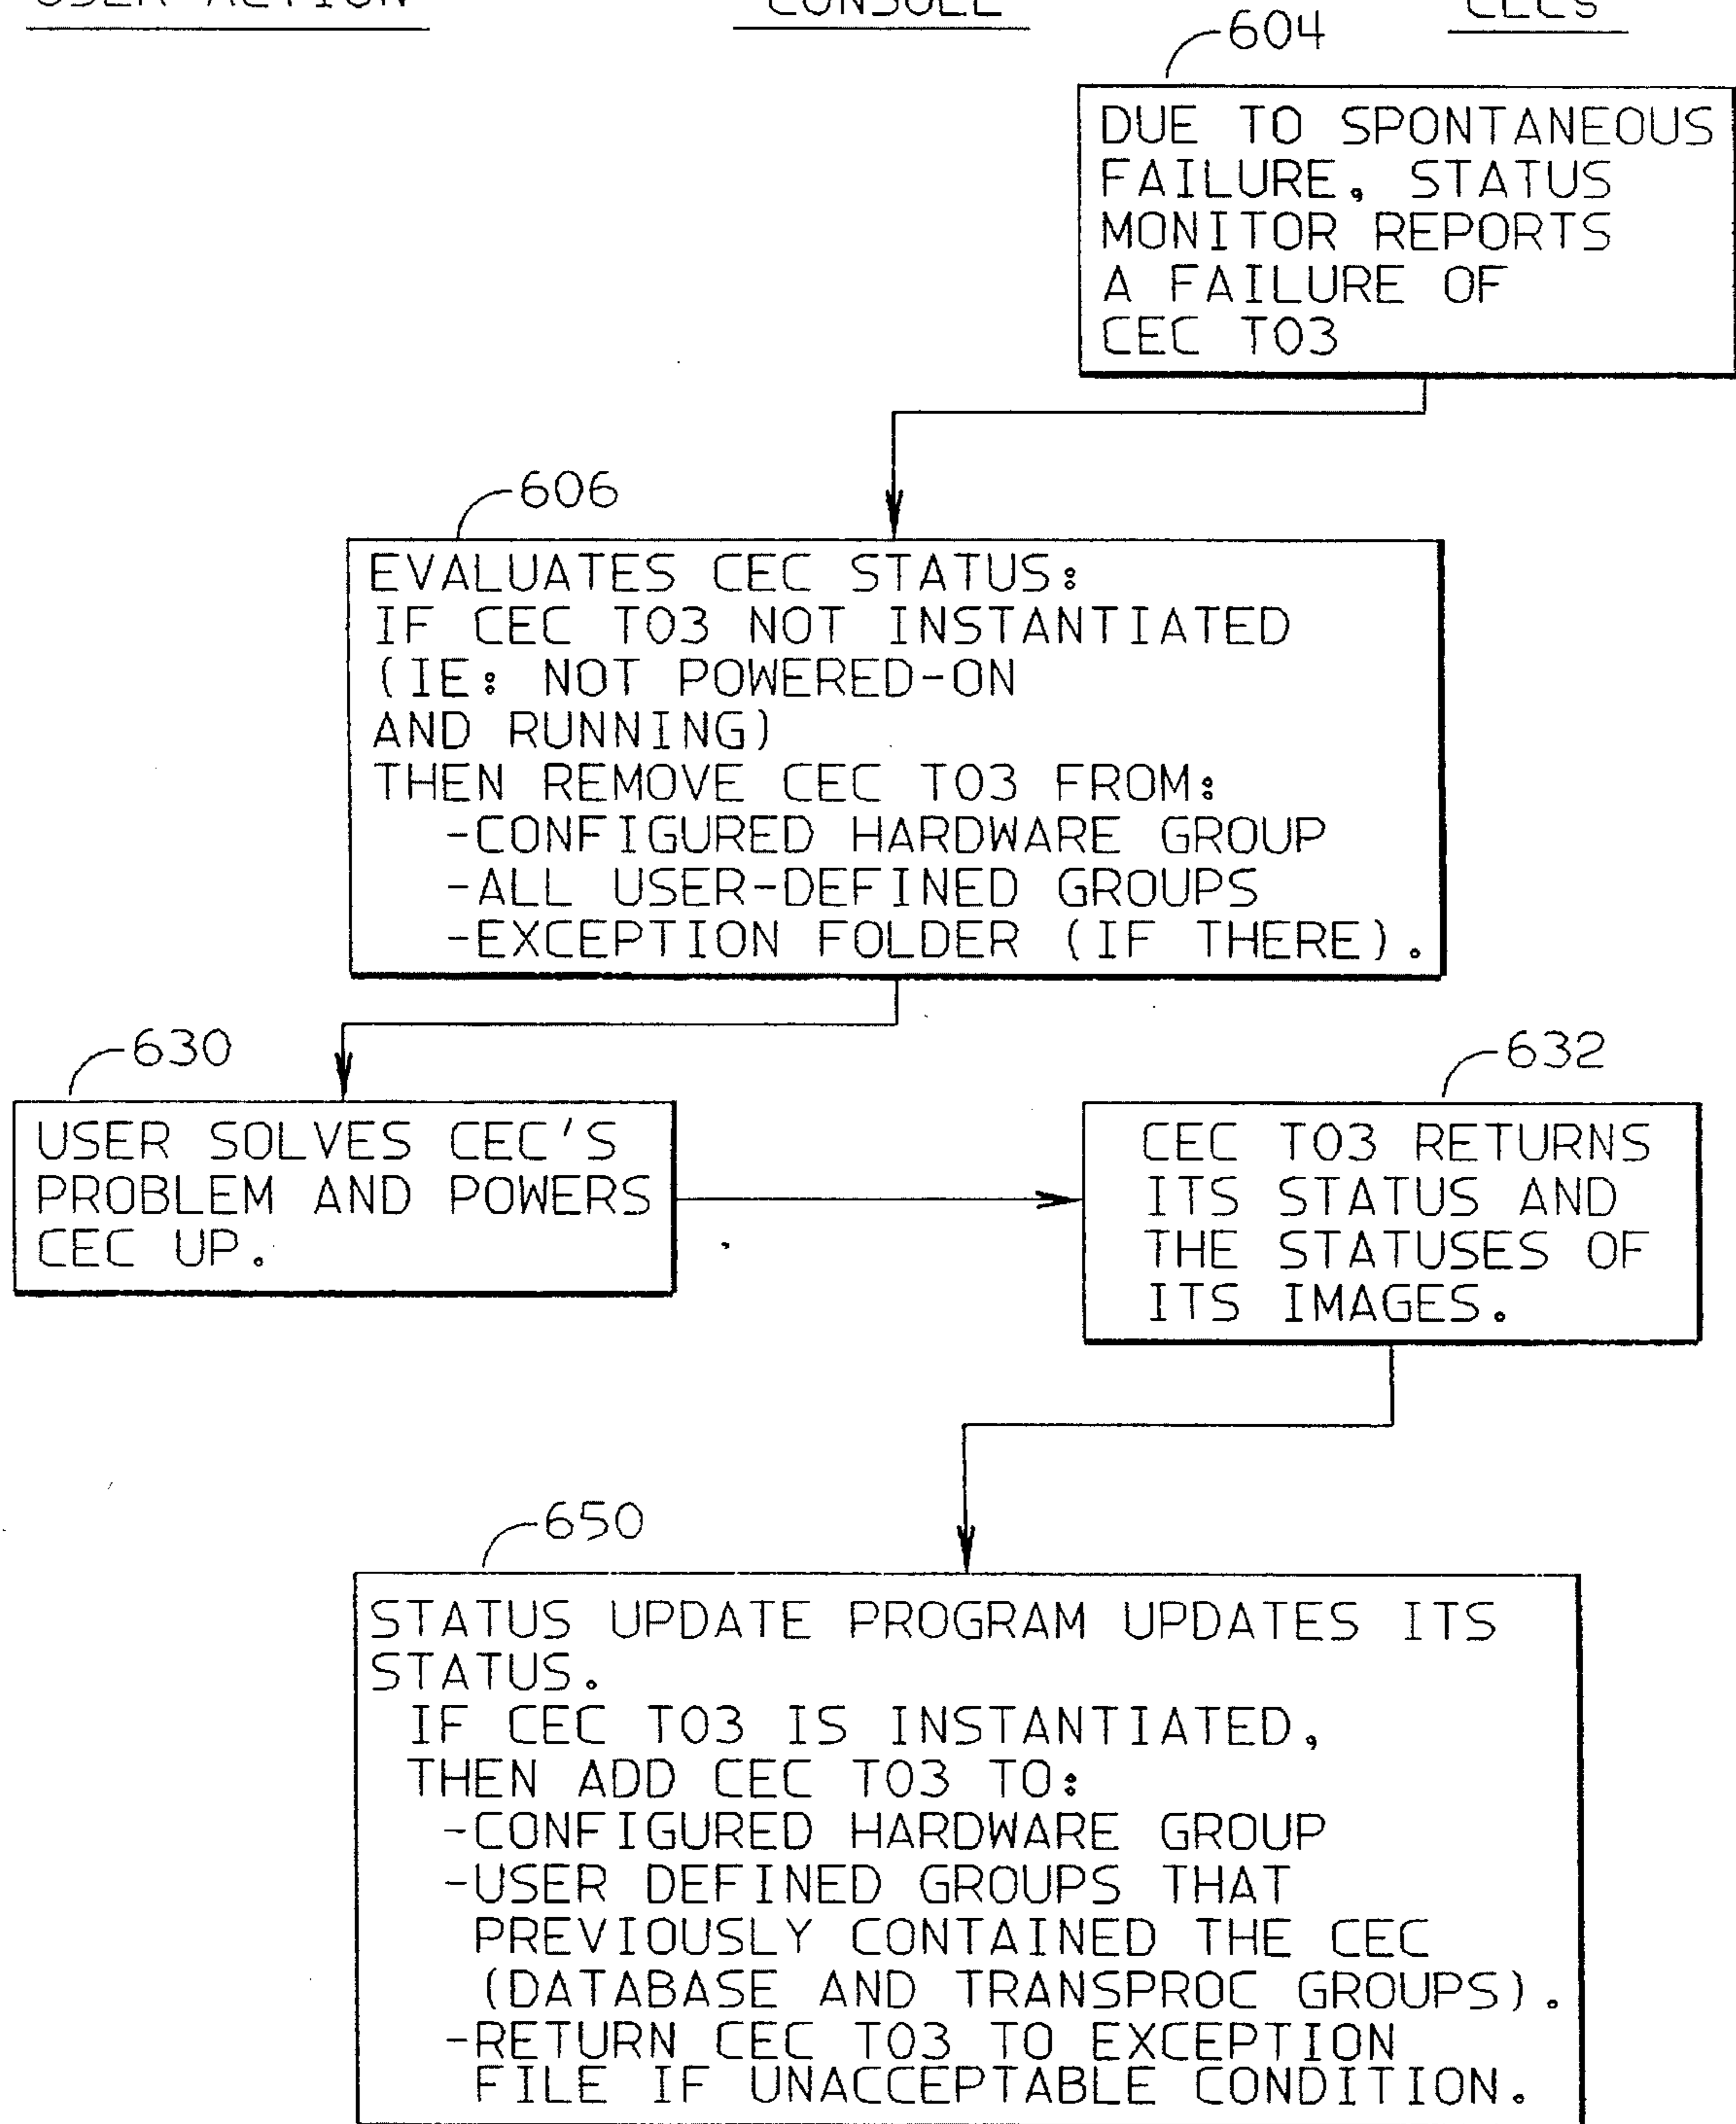 USER ACTION
CONSOLE
CECs
604
DUE TO SPONTANEOUS
FAILURE, STATUS
MONITOR REPORTS
A FAILURE OF
CEC T03
606
EVALUATES CEC STATUS:
IF CEC T03 NOT INSTANTIATED
(IE: NOT POWERED-ON
AND RUNNING)
THEN REMOVE CEC T03 FROM:
-CONFIGURED HARDWARE GROUP
-ALL USER-DEFINED GROUPS
-EXCEPTION FOLDER (IF THERE).
630
USER SOLVES CEC'S
PROBLEM AND POWERS
CEC UP.
632
CEC T03 RETURNS
ITS STATUS AND
THE STATUSES OF
ITS IMAGES.
650
STATUS UPDATE PROGRAM UPDATES ITS
STATUS.
IF CEC T03 IS INSTANTIATED,
THEN ADD CEC T03 TO:
-CONFIGURED HARDWARE GROUP
-USER DEFINED GROUPS THAT
PREVIOUSLY CONTAINED THE CEC
(DATABASE AND TRANSPROC GROUPS).
-RETURN CEC T03 TO EXCEPTION
FILE IF UNACCEPTABLE CONDITION.